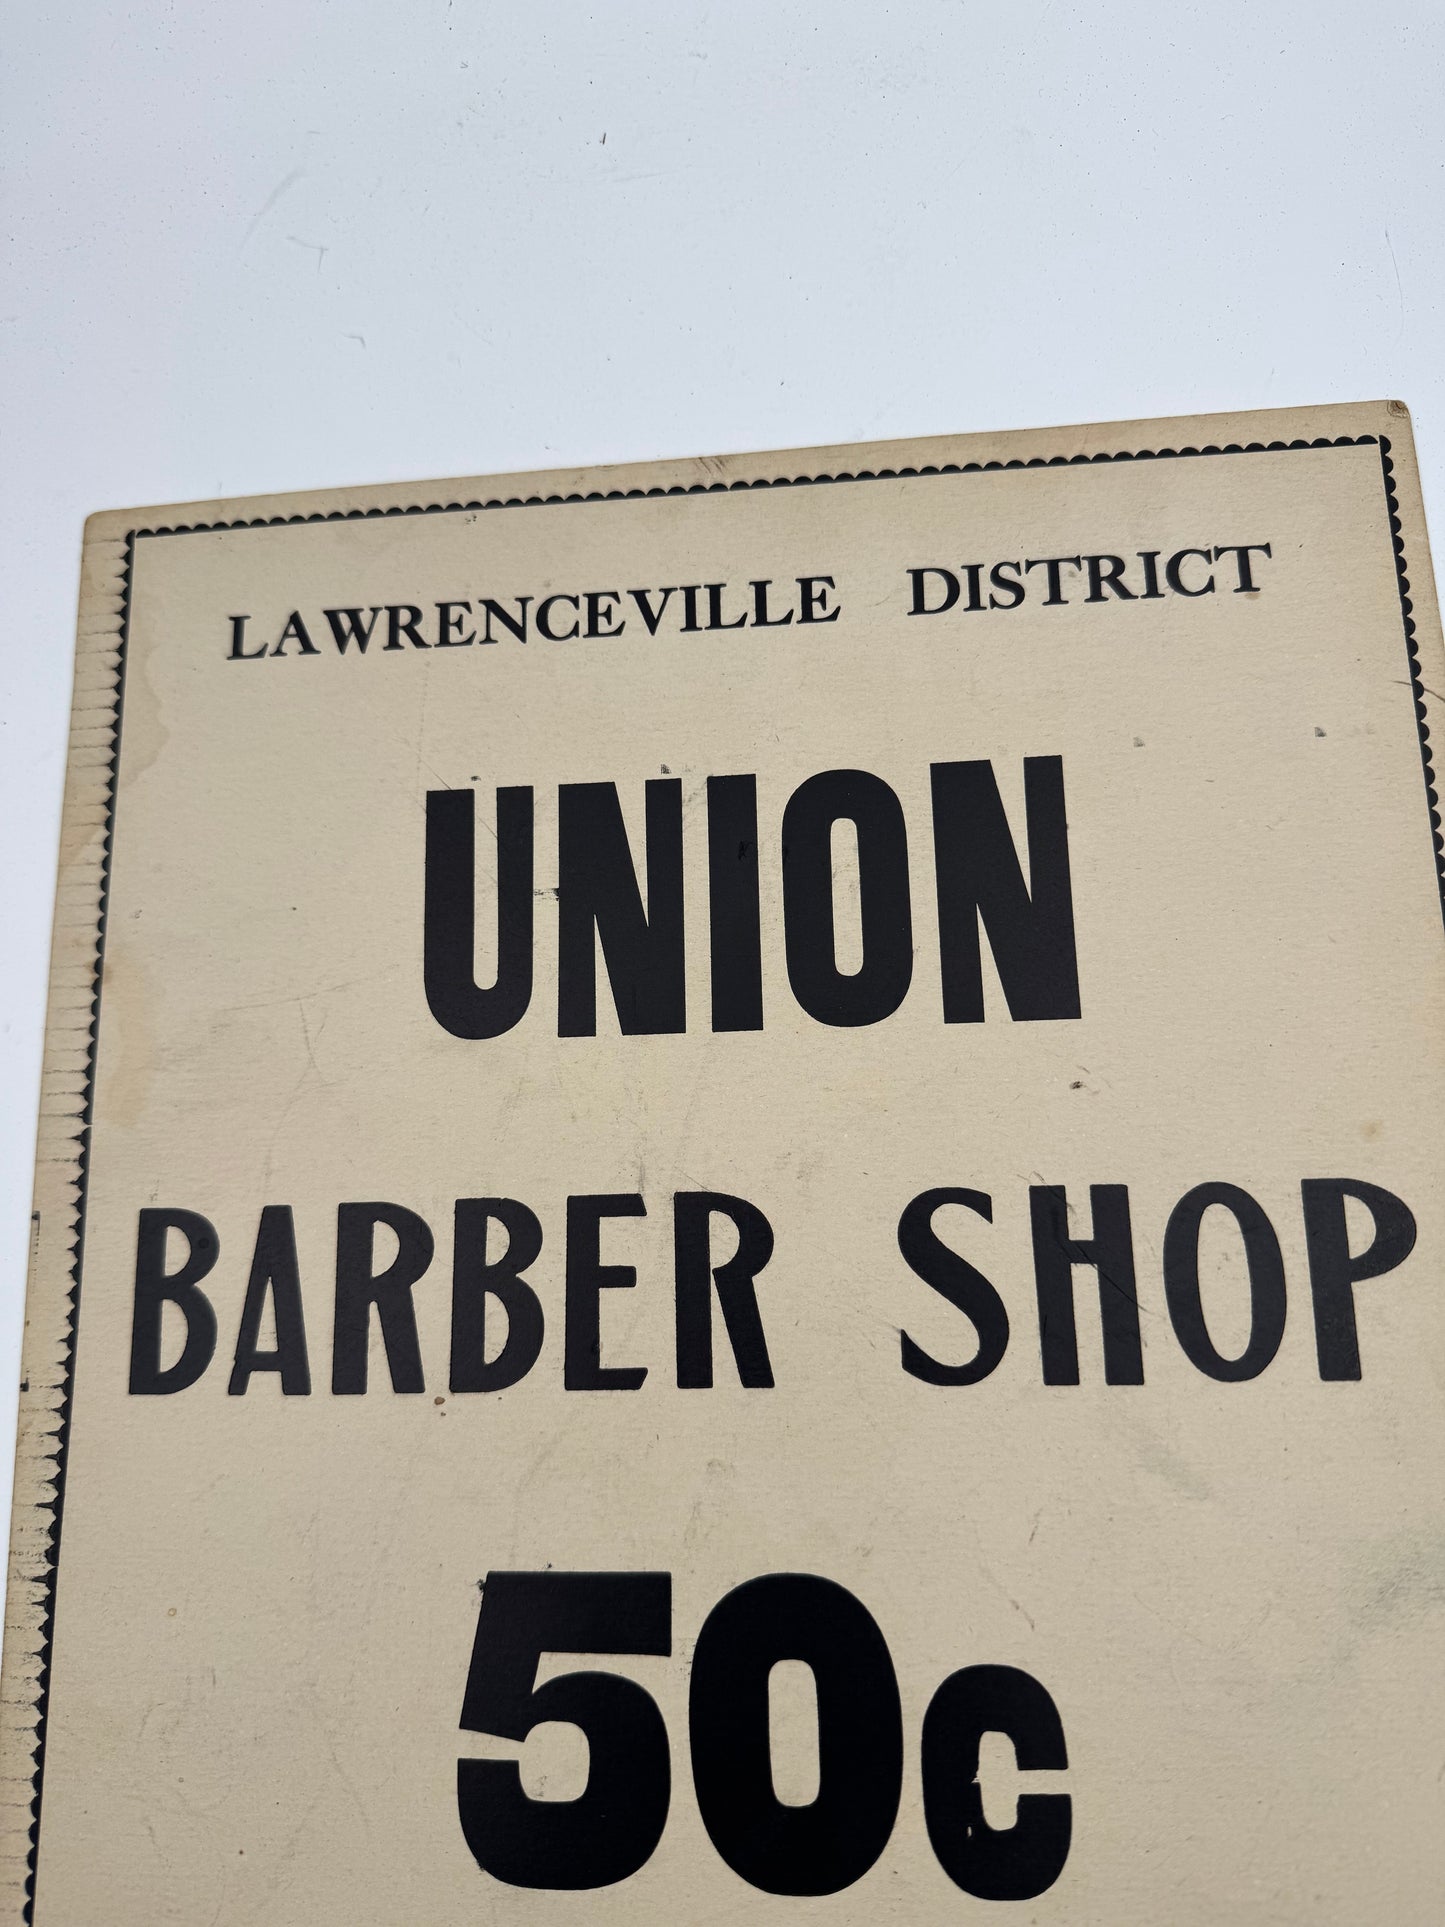 LAWRENCEVILLE DISTRICT
UNION
BARBER SHOP
50c